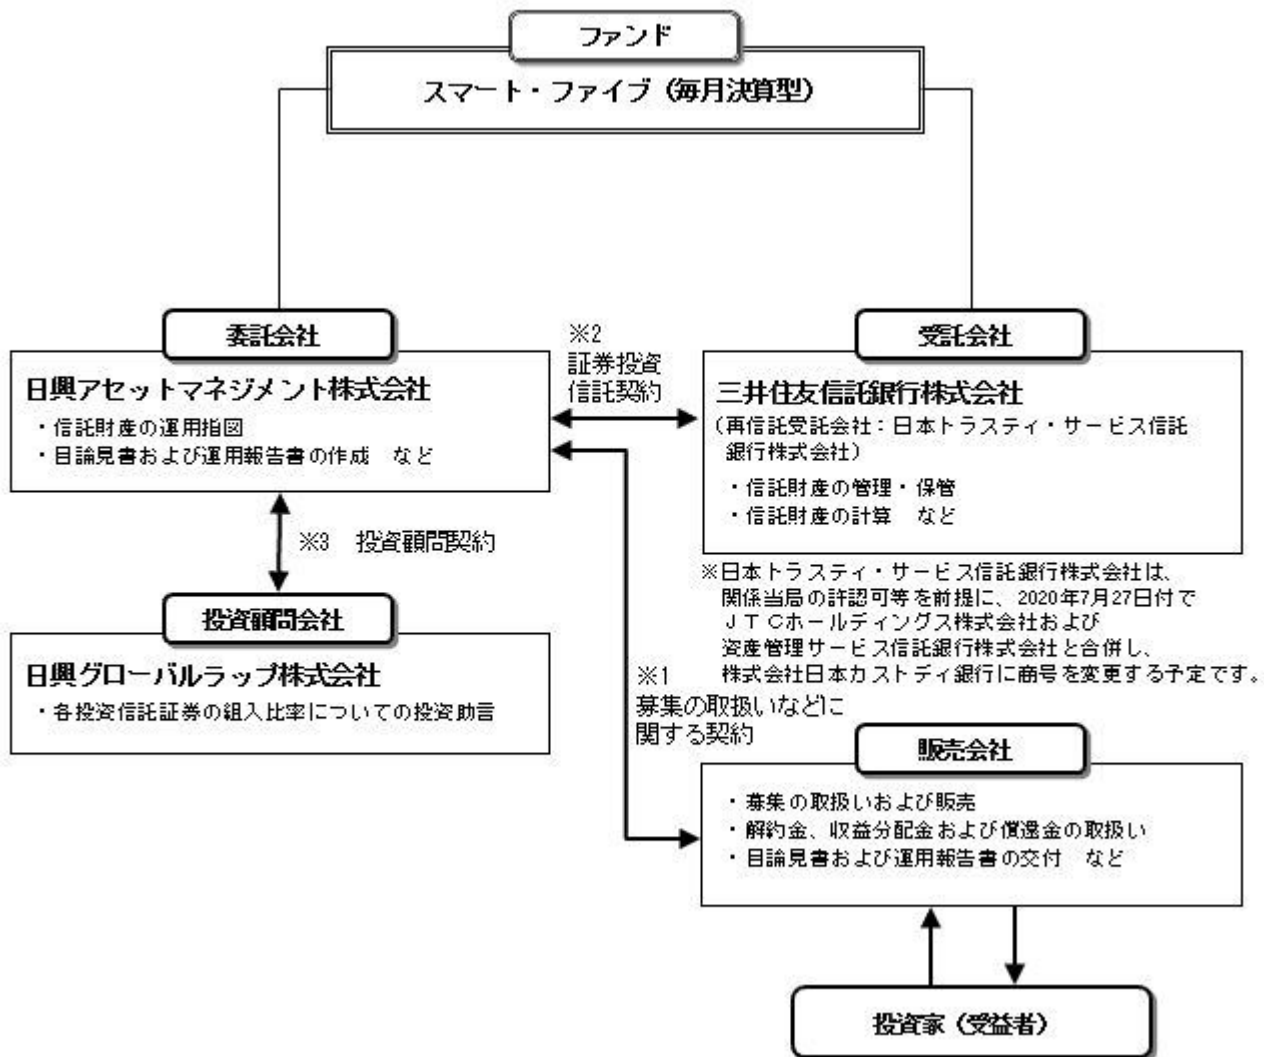 ファンド
スマート・ファイブ（毎月決算型）
委託会社
日興アセットマネジメント株式会社
・信託財産の運用指図
・目論見書および運用報告書の作成　など
※2
証券投資
信託契約
受託会社
三井住友信託銀行株式会社
（再信託受託会社：日本トラスティ・サービス信託
銀行株式会社）
・信託財産の管理・保管
・信託財産の計算　など
※日本トラスティ・サービス信託銀行株式会社は、
関係当局の許認可等を前提に、2020年7月27日付で
ＪＴＣホールディングス株式会社および
資産管理サービス信託銀行株式会社と合併し、
株式会社日本カストディ銀行に商号を変更する予定です。
※3　投資顧問契約
投資顧問会社
日興グローバルラップ株式会社
・各投資信託証券の組入比率についての投資助言
※1
募集の取扱いなどに
関する契約
販売会社
・募集の取扱いおよび販売
・解約金、収益分配金および償還金の取扱い
・目論見書および運用報告書の交付　など
投資家（受益者）